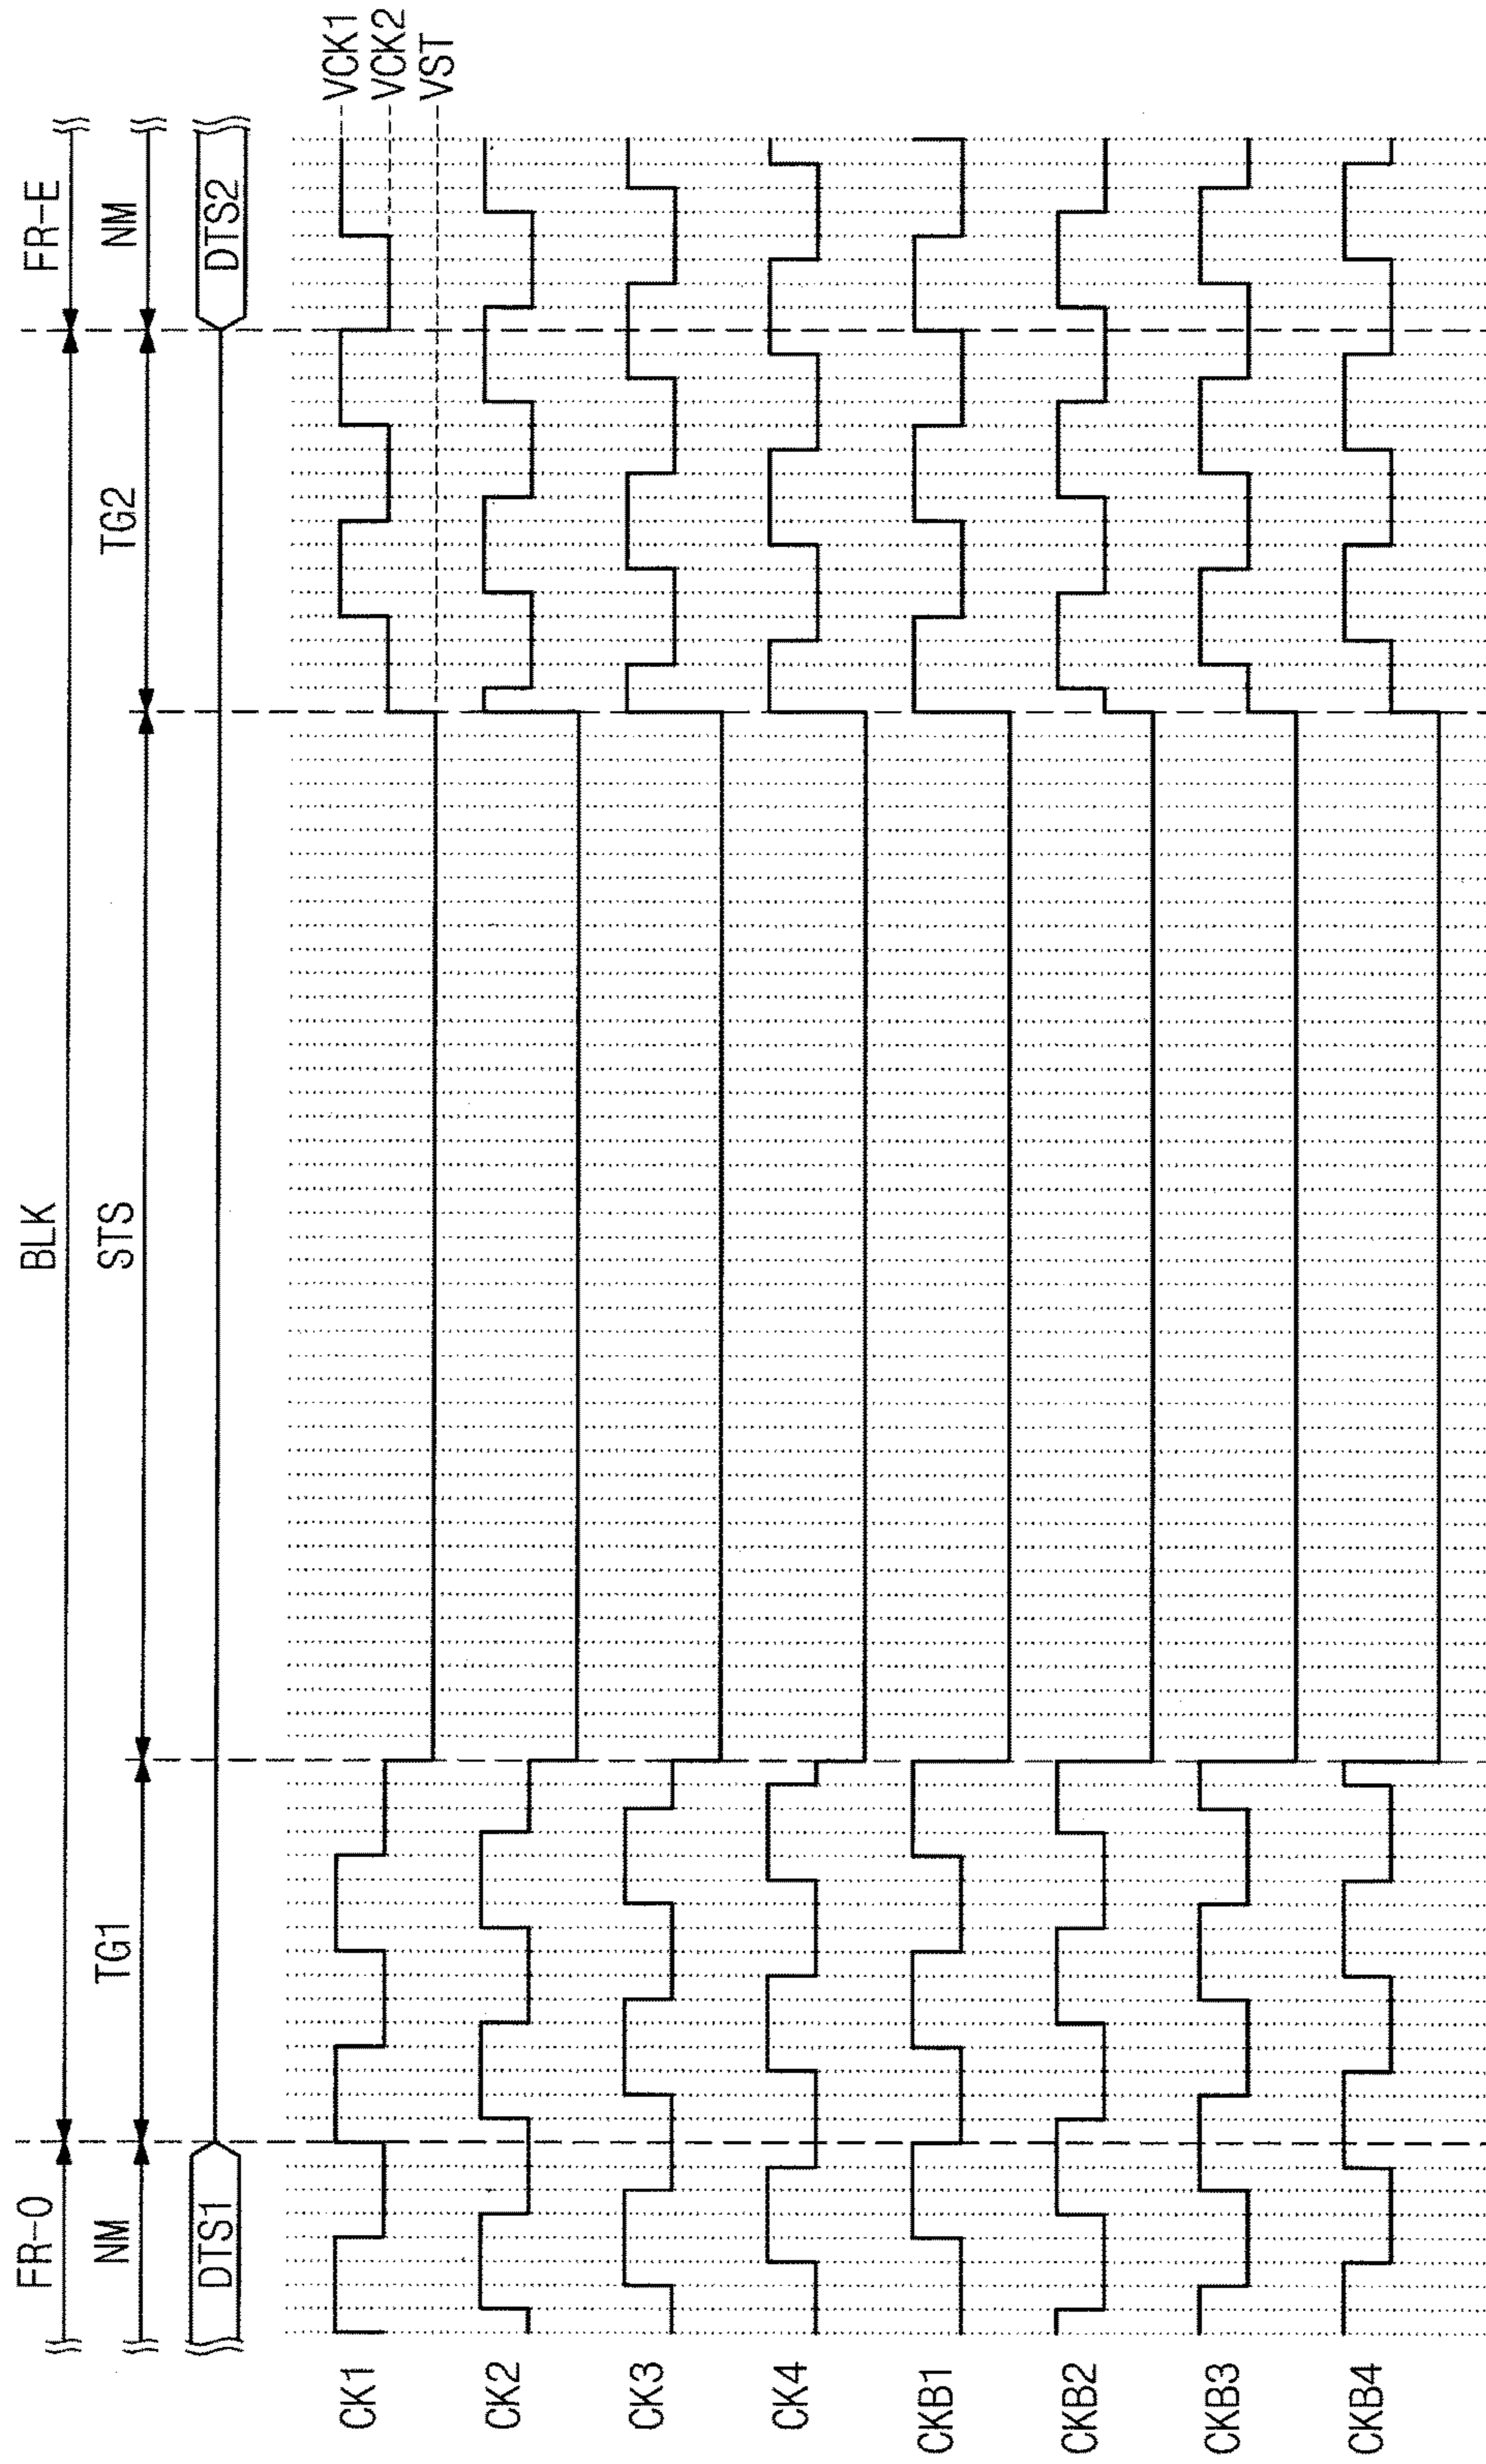 FR-O BLK FR-E
NM TG1 STS TG2 NM
DTS1 DTS2
CK1 VCK1
VCK2
VST
CK2
CK3
CK4
CKB1
CKB2
CKB3
CKB4